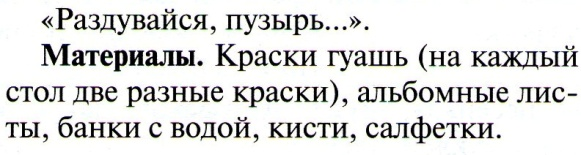 «Раздувайся, пузырь...».
Материалы. Краски гуашь (на каждый
стол две разные краски), альбомные лис-
ты, банки с водой, кисти, салфетки.